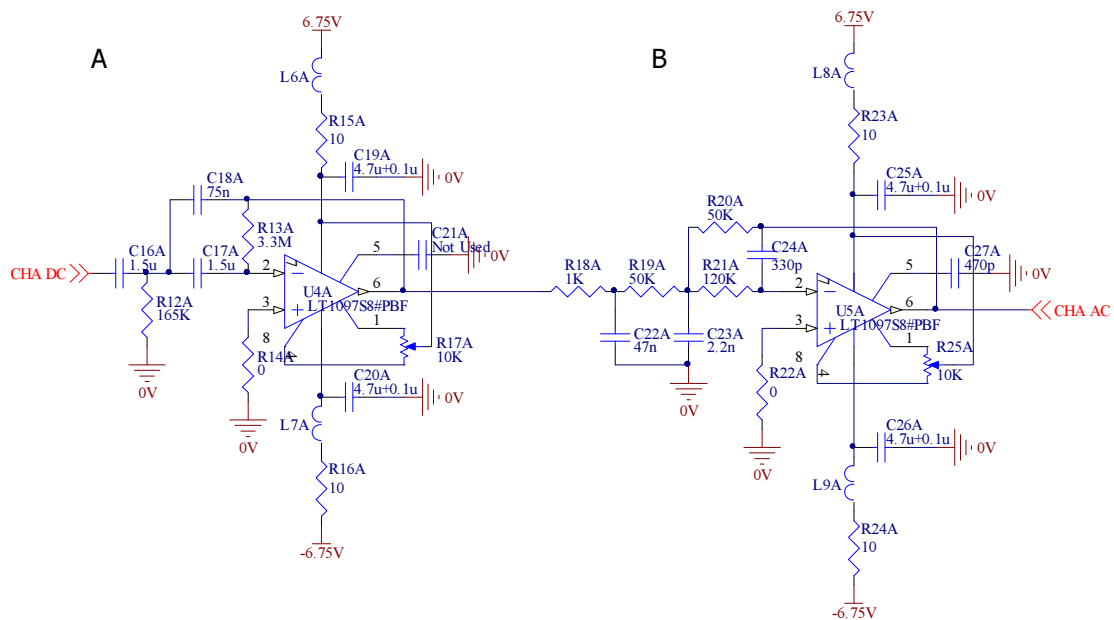 A
B
6.75V
L6A
R15A
10
C19A
4.7u+0.1u
0V
C18A
75n
R13A
3.3M
C21A
Not Used
0V
CHA DC
C16A
1.5u
C17A
1.5u
R12A
165K
0V
2
3
7
5
6
1
8
4
U4A
LT1097S8#PBF
R14A
0
0V
R17A
10K
C20A
4.7u+0.1u
0V
L7A
R16A
10
-6.75V
R18A
1K
R19A
50K
C22A
47n
C23A
2.2n
0V
R20A
50K
R21A
120K
C24A
330p
6.75V
L8A
R23A
10
C25A
4.7u+0.1u
0V
C27A
470p
0V
2
3
7
5
6
1
8
4
U5A
LT1097S8#PBF
CHA AC
R22A
0
0V
R25A
10K
C26A
4.7u+0.1u
0V
L9A
R24A
10
-6.75V